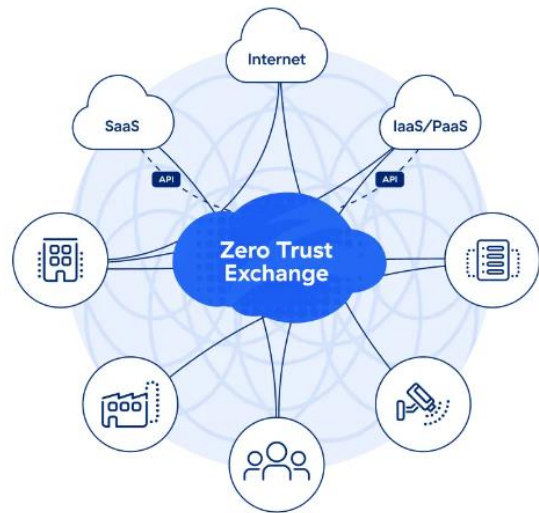 Internet
SaaS
IaaS/PaaS
API
API
Zero Trust
Exchange